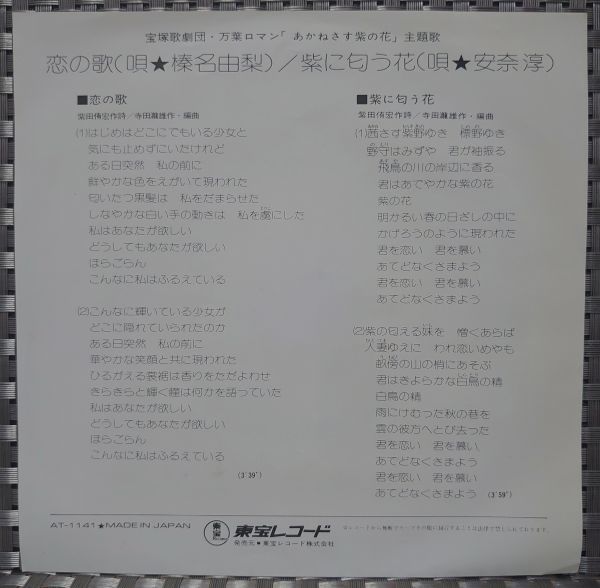 宝塚歌劇団・万葉ロマン「あかねさす紫の花」主題歌
恋の歌(唄★榛名由梨)/紫に匂う花(唄★安奈淳)
■恋の歌
柴田侑宏作詩/寺田瀧雄作・編曲
(1)はじめはどこにでもいる少女と
気にも止めずにいたけれど
ある日突然 私の前に
鮮やかな色をえがいて現われた
匂いたつ黒髪は 私をだまらせた
しなやかな白い手の動きは 私を虜にした
私はあなたが欲しい
どうしてもあなたが欲しい
ほらごらん
こんなに私はふるえている
(2)こんなに輝いている少女が
どこに隠れていられたのか
ある日突然 私の前に
華やかな笑顔と共に現われた
ひるがえる裳裾は香りをただよわせ
きらきらと輝く瞳は何かを語っていた
私はあなたが欲しい
どうしてもあなたが欲しい
ほらごらん
こんなに私はふるえている
(3′39″)
■紫に匂う花
柴田侑宏作詩/寺田瀧雄作・編曲
(1)茜さす紫野ゆき 標野ゆき
野守はみずや 君が袖振る
飛鳥の川の岸辺に香る
君はあてやかな紫の花
紫の花
明かるい春の日ざしの中に
かげろうのように現われた
君を恋い 君を慕い
あてどなくさまよう
君を恋い 君を慕い
あてどなくさまよう
(2)紫の匂える妹を 憎くあらば
人妻ゆえに われ恋いめやも
畝傍の山の梢にあそぶ
君はきよらかな白鳥の精
白鳥の精
雨にけむった秋の巷を
雲の彼方へとび去った
君を恋い 君を慕い
あてどなくさまよう
君を恋い 君を慕い
あてどなくさまよう (3′59″)
AT-1141★MADE IN JAPAN
東宝 東宝レコード
発売元■東宝レコード株式会社